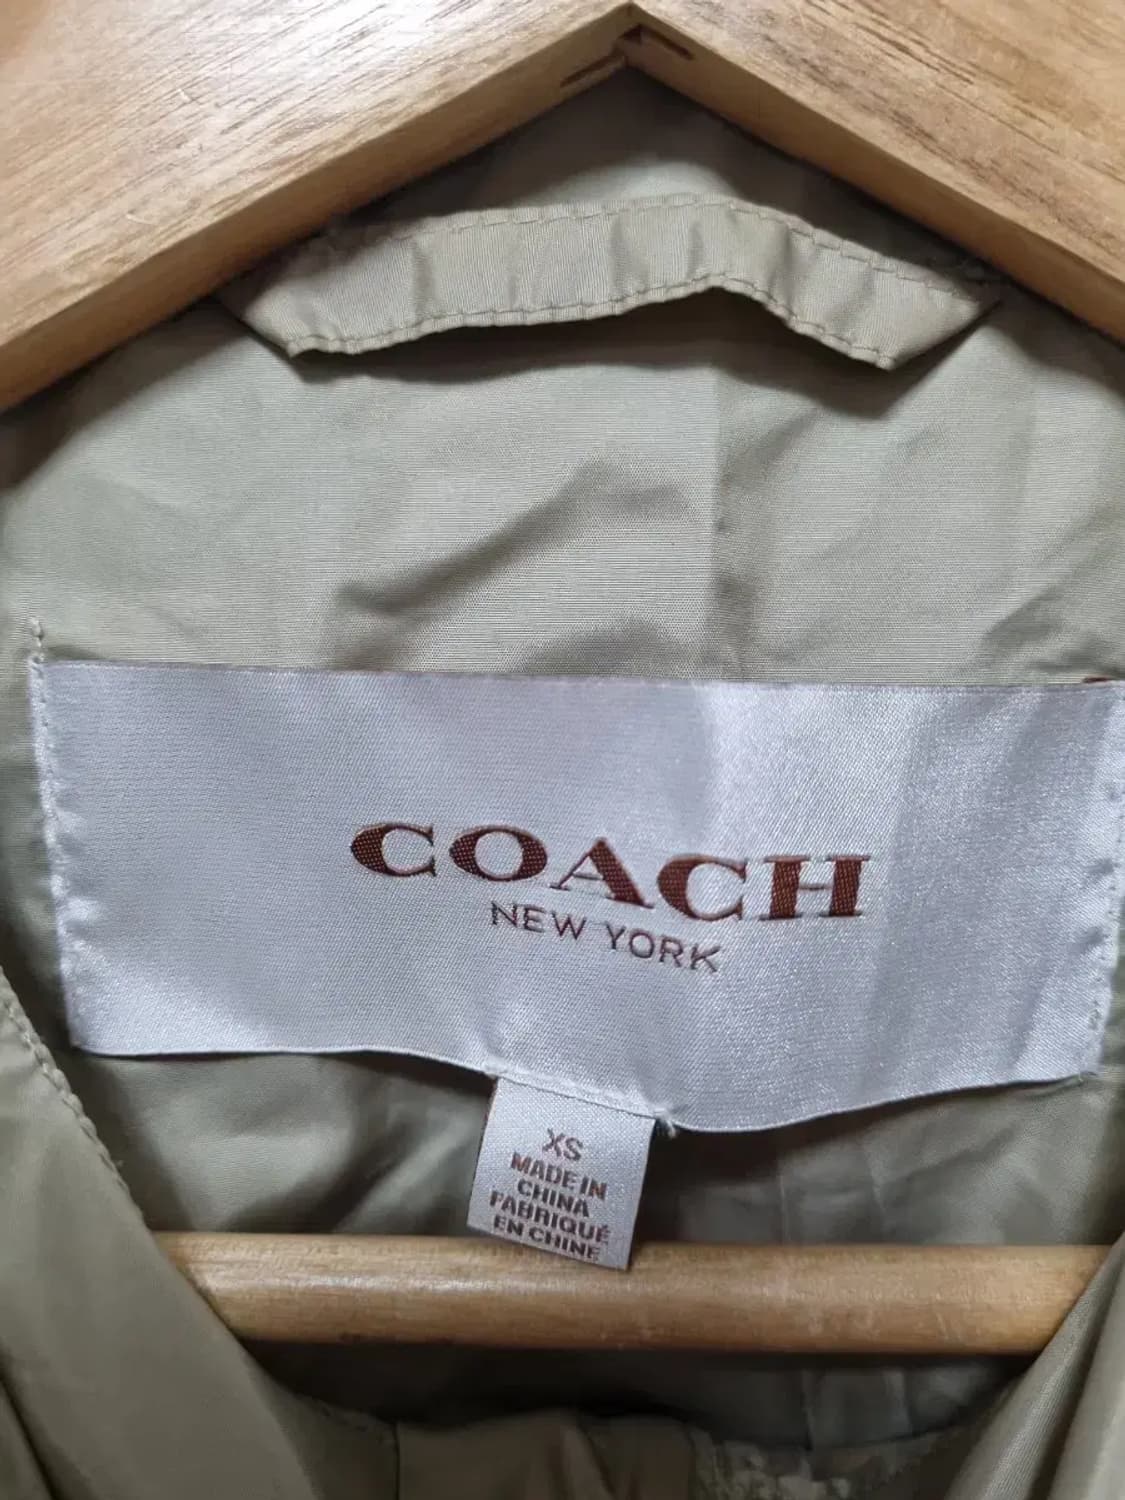 COACH
NEW YORK
XS
MADE IN
CHINA
FABRIQUÉ
EN CHINE